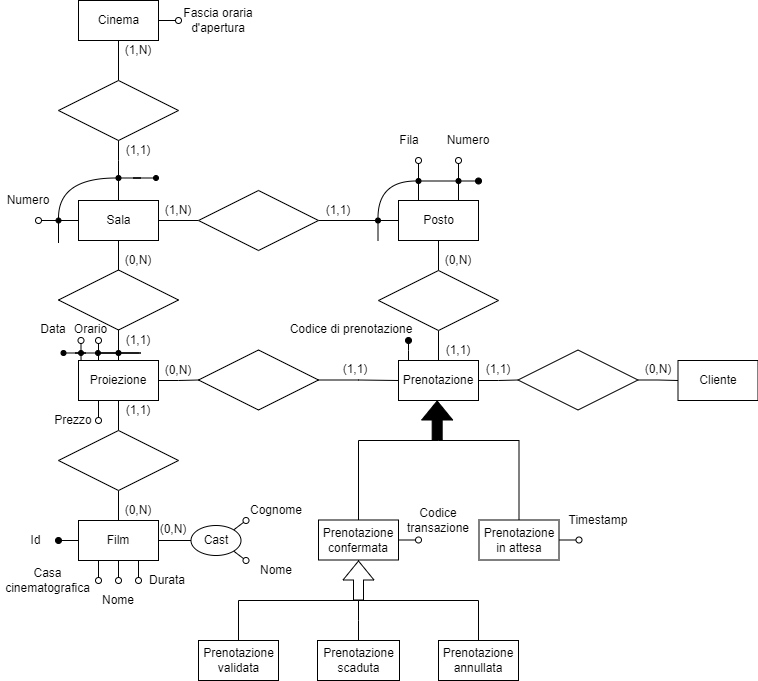 Cinema
Fascia oraria
d'apertura
(1,N)
(1,1)
Fila
Numero
Numero
Sala
(1,N)
(1,1)
Posto
(0,N)
(0,N)
Data
Orario
(1,1)
Codice di prenotazione
(1,1)
Proiezione
(0,N)
(1,1)
Prenotazione
(1,1)
(0,N)
Cliente
Prezzo
(1,1)
(0,N)
Cognome
Codice
transazione
Timestamp
Id
Film
(0,N)
Cast
Prenotazione
confermata
Prenotazione
in attesa
Casa
cinematografica
Nome
Durata
Nome
Prenotazione
validata
Prenotazione
scaduta
Prenotazione
annullata